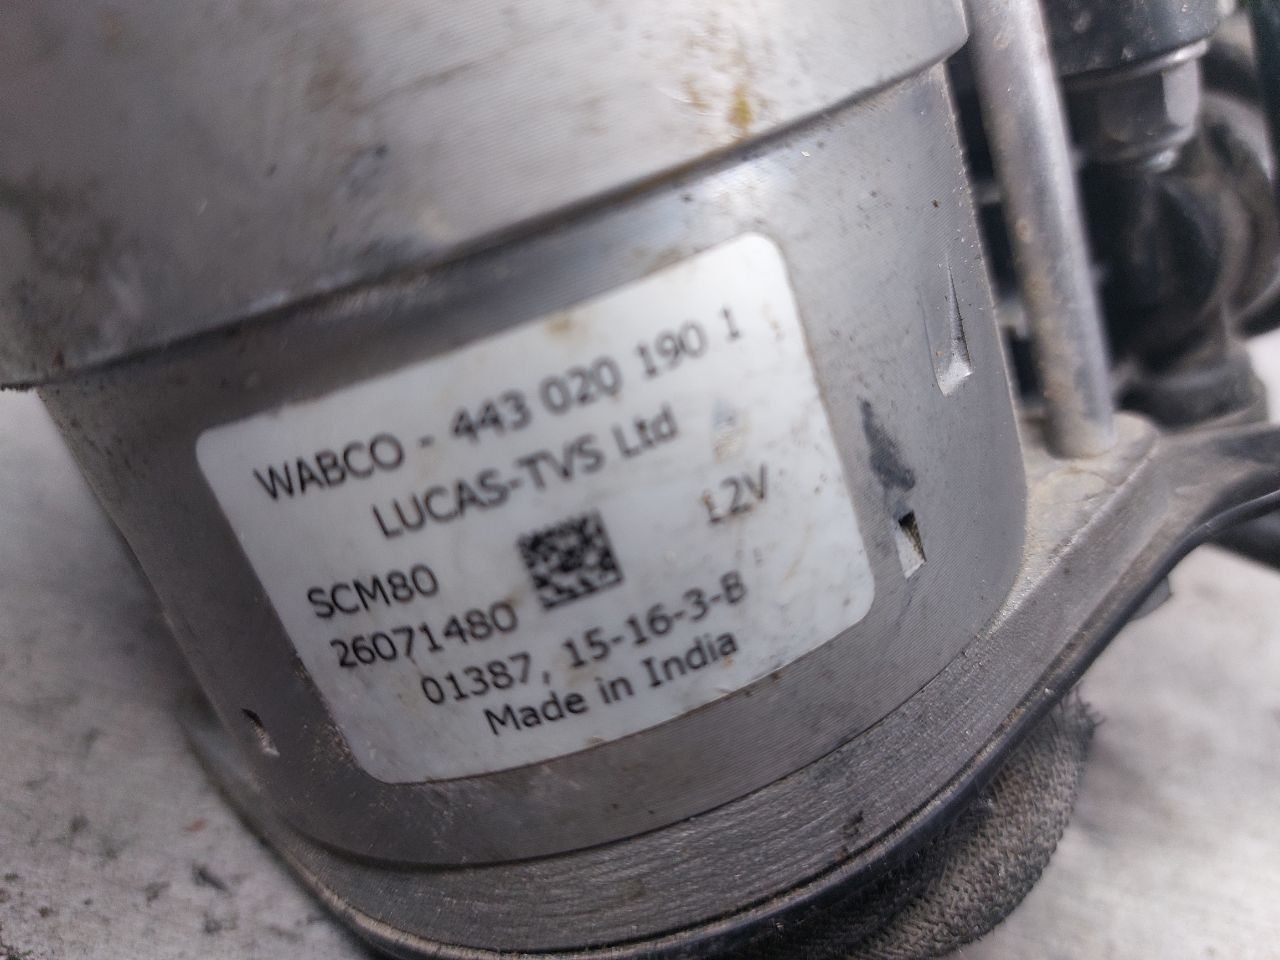 WABCO - 443 020 190 1
LUCAS-TVS Ltd
SCM80 12V
26071480
01387, 15-16-3-B
Made in India